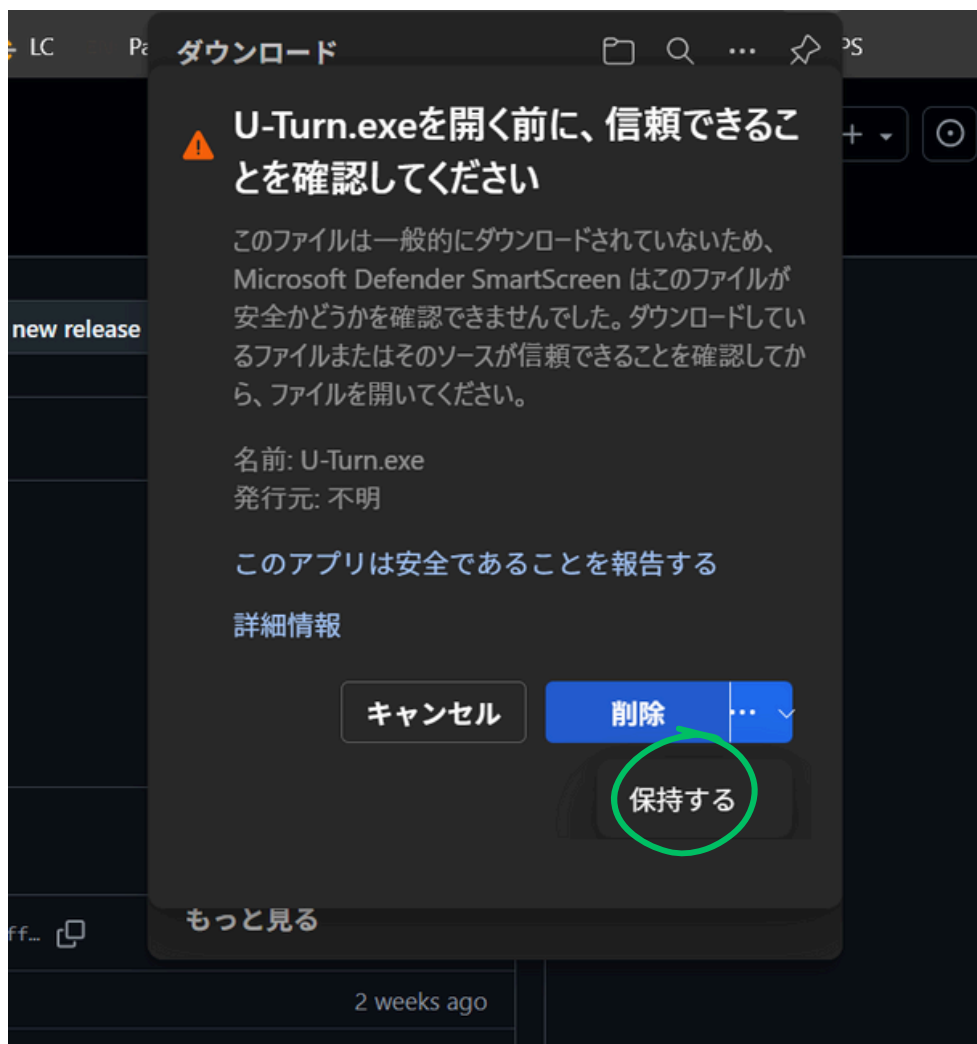 LC
Pa
PS
ダウンロード
U-Turn.exeを開く前に、信頼できるこ
とを確認してください
このファイルは一般的にダウンロードされていないため、
Microsoft Defender SmartScreen はこのファイルが
安全かどうかを確認できませんでした。ダウンロードしてい
るファイルまたはそのソースが信頼できることを確認してか
ら、ファイルを開いてください。
new release
名前: U-Turn.exe
発行元: 不明
このアプリは安全であることを報告する
詳細情報
キャンセル
削除
保持する
もっと見る
ff…
2 weeks ago